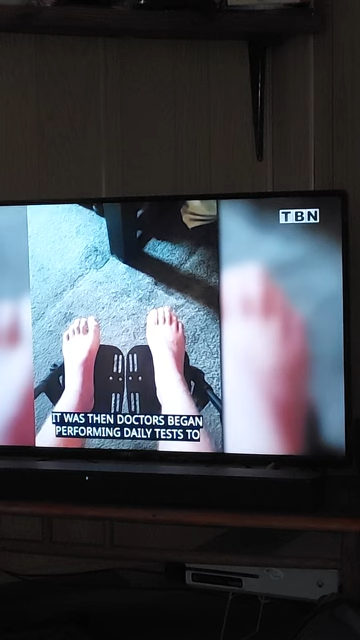 TBN
IT WAS THEN DOCTORS BEGAN
PERFORMING DAILY TESTS TO